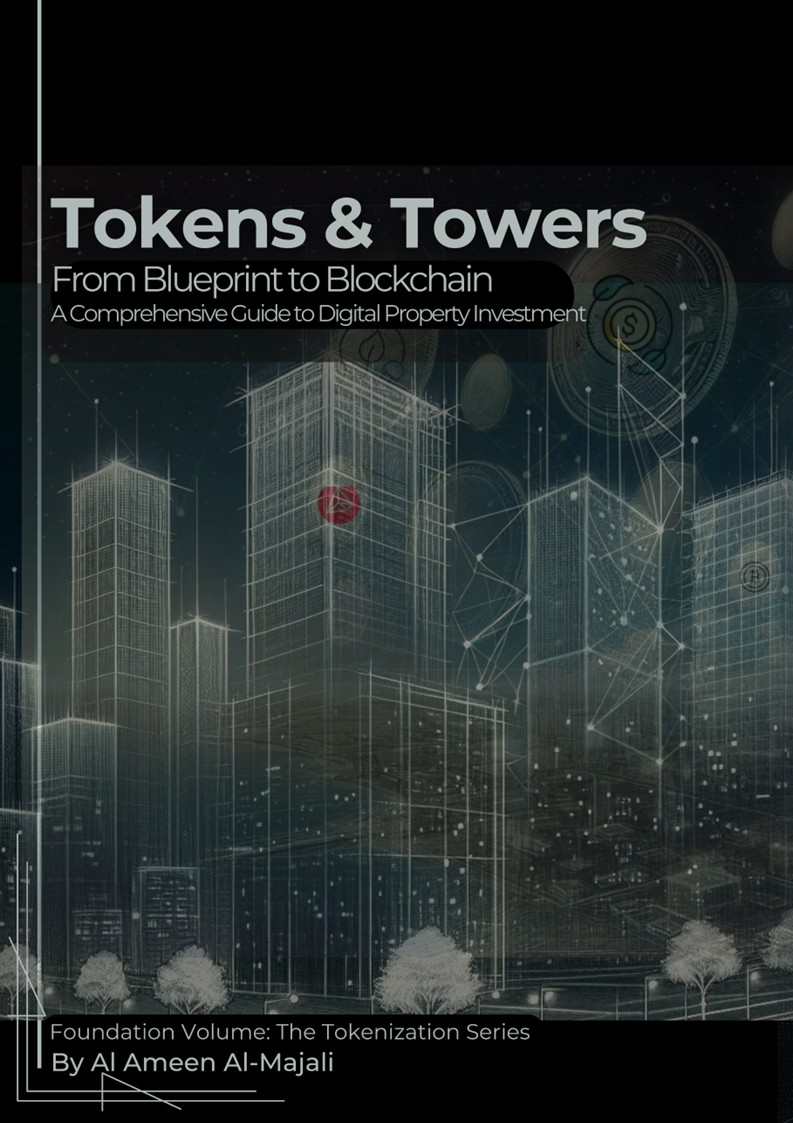 Tokens & Towers
From Blueprint to Blockchain
A Comprehensive Guide to Digital Property Investment
Foundation Volume: The Tokenization Series
By Al Ameen Al-Majali